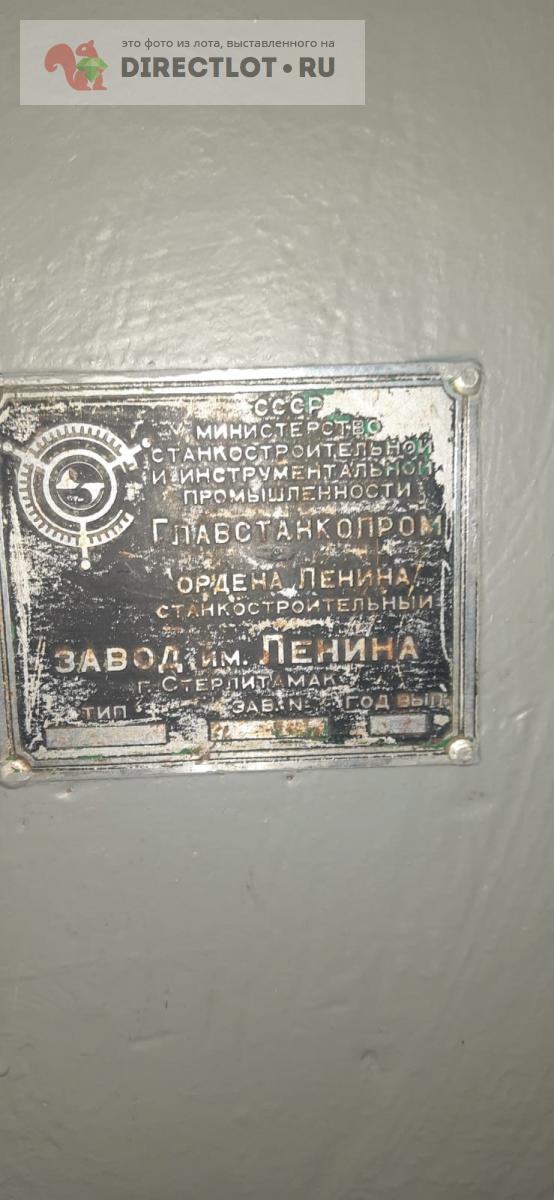 это фото из лота, выставленного на
DIRECTLOT•RU
СССР
МИНИСТЕРСТВО
СТАНКОСТРОИТЕЛЬНОЙ
И ИНСТРУМЕНТАЛЬНОЙ
ПРОМЫШЛЕННОСТИ
ГЛАВСТАНКОПРОМ
ОРДЕНА ЛЕНИНА
СТАНКОСТРОИТЕЛЬНЫЙ
ЗАВОД им. ЛЕНИНА
Г. СТЕРЛИТАМАК
ТИП ЗАВ. N ГОД ВЫП.